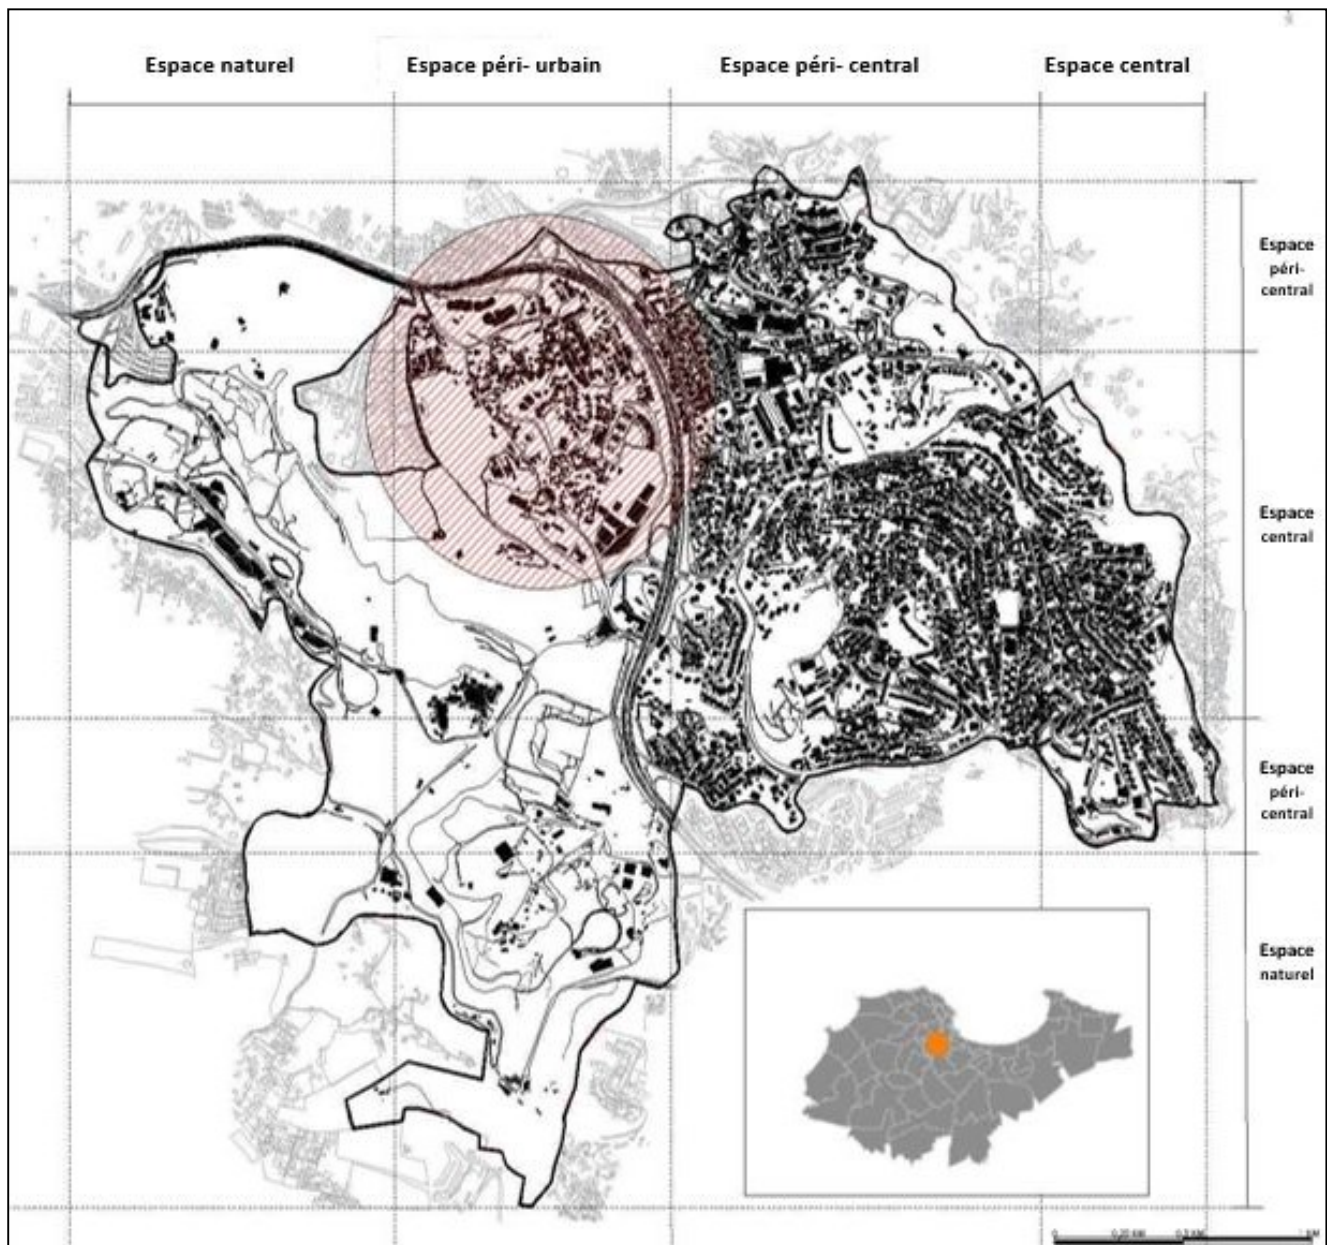 Espace naturel
Espace péri- urbain
Espace péri- central
Espace central
Espace
péri-
central
Espace
central
Espace
péri-
central
Espace
naturel
0